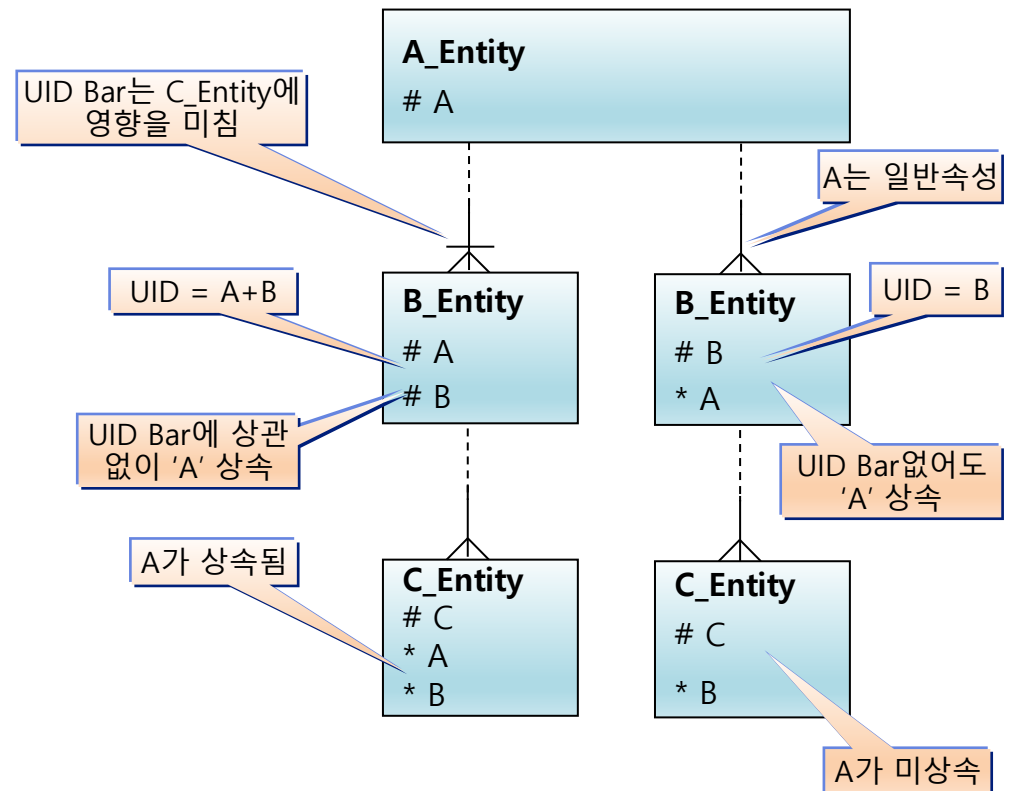 A_Entity
# A
UID Bar는 C_Entity에
영향을 미침
A는 일반속성
UID = A+B
B_Entity
# A
# B
B_Entity
# B
* A
UID = B
UID Bar에 상관
없이 ‘A’ 상속
UID Bar없어도
‘A’ 상속
A가 상속됨
C_Entity
# C
* A
* B
C_Entity
# C
* B
A가 미상속